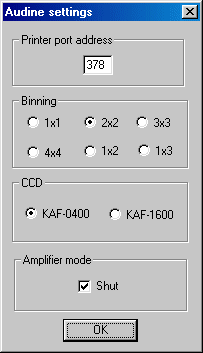 Audine settings
Printer port address
378
Binning
1x1 2x2 3x3
4x4 1x2 1x3
CCD
KAF-0400 KAF-1600
Amplifier mode
Shut
OK